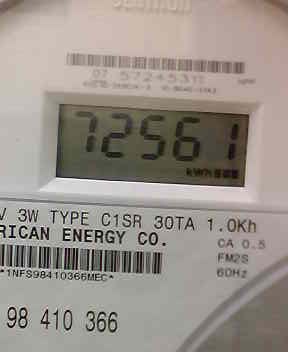 07 57245311
72561
kWh
V 3W TYPE C1SR 30TA 1.0Kh
RICAN ENERGY CO.
CA 0.5
FM2S
60Hz
*1NFS98410366MEC*
98 410 366